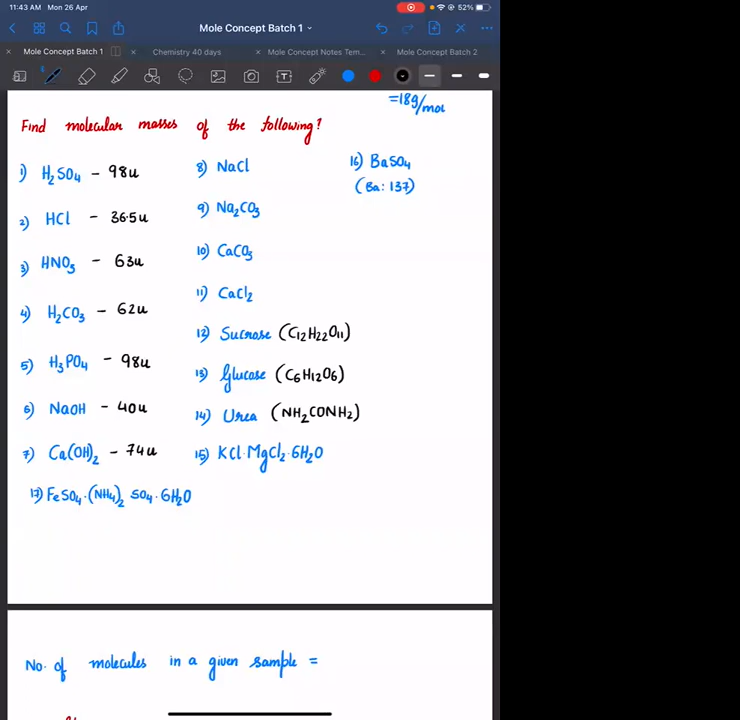 11:43 AM Mon 26 Apr
52%
Mole Concept Batch 1
Mole Concept Batch 1
Chemistry 40 days
Mole Concept Notes Tem...
Mole Concept Batch 2
=18g/mol
Find molecular masses of the following?
1) H₂SO₄ - 98u
2) HCl - 36.5u
3) HNO₃ - 63u
4) H₂CO₃ - 62u
5) H₃PO₄ - 98u
6) NaOH - 40u
7) Ca(OH)₂ - 74u
17) FeSO₄·(NH₄)₂ SO₄·6H₂O
8) NaCl
9) Na₂CO₃
10) CaCO₃
11) CaCl₂
12) Sucrose (C₁₂H₂₂O₁₁)
13) Glucose (C₆H₁₂O₆)
14) Urea (NH₂CONH₂)
15) KCl·MgCl₂·6H₂O
16) BaSO₄
(Ba: 137)
No. of molecules in a given sample =